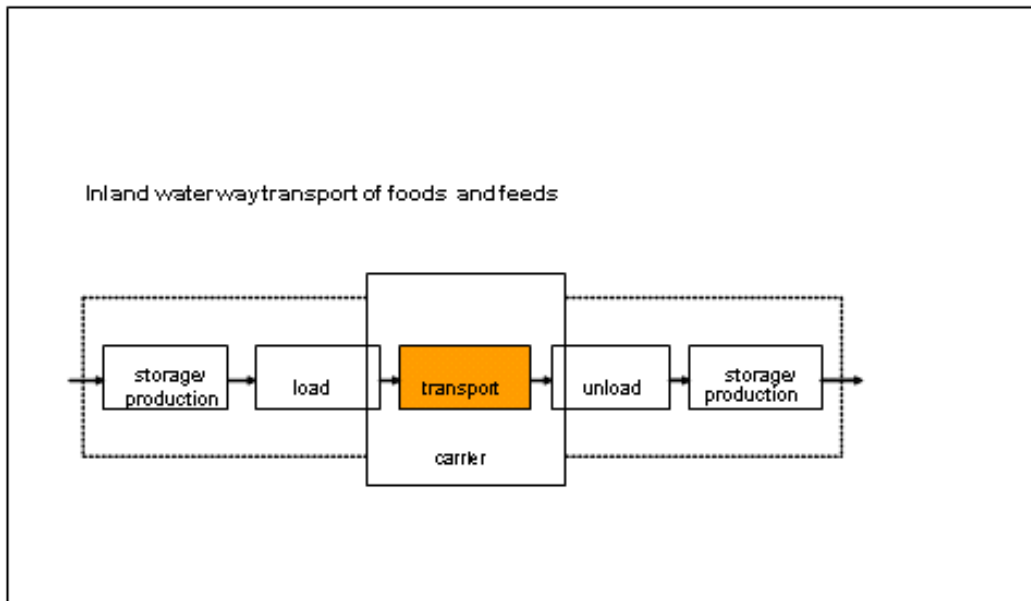 Inland waterway transport of foods and feeds
storage/
production
load
transport
unload
storage/
production
carrier